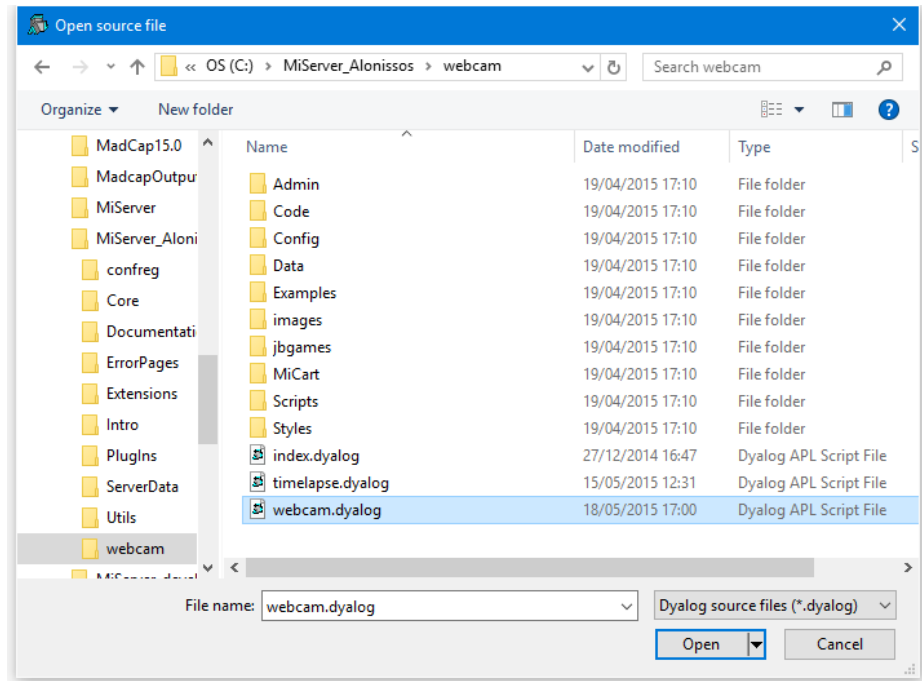 Open source file
« OS (C:) › MiServer_Alonissos › webcam
Search webcam
Organize
New folder
MadCap15.0
MadcapOutpu
MiServer
MiServer_Aloni
confreg
Core
Documentati
ErrorPages
Extensions
Intro
PlugIns
ServerData
Utils
webcam
Name Date modified Type S
Admin 19/04/2015 17:10 File folder
Code 19/04/2015 17:10 File folder
Config 19/04/2015 17:10 File folder
Data 19/04/2015 17:10 File folder
Examples 19/04/2015 17:10 File folder
images 19/04/2015 17:10 File folder
jbgames 19/04/2015 17:10 File folder
MiCart 19/04/2015 17:10 File folder
Scripts 19/04/2015 17:10 File folder
Styles 19/04/2015 17:10 File folder
index.dyalog 27/12/2014 16:47 Dyalog APL Script File
timelapse.dyalog 15/05/2015 12:31 Dyalog APL Script File
webcam.dyalog 18/05/2015 17:00 Dyalog APL Script File
File name: webcam.dyalog
Dyalog source files (*.dyalog)
Open
Cancel